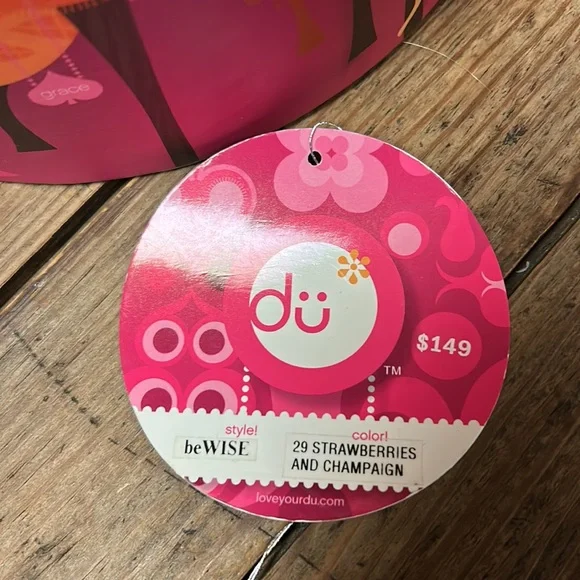 grace
dü
$149
TM
style!
color!
beWISE
29 STRAWBERRIES
AND CHAMPAIGN
loveyourdu.com